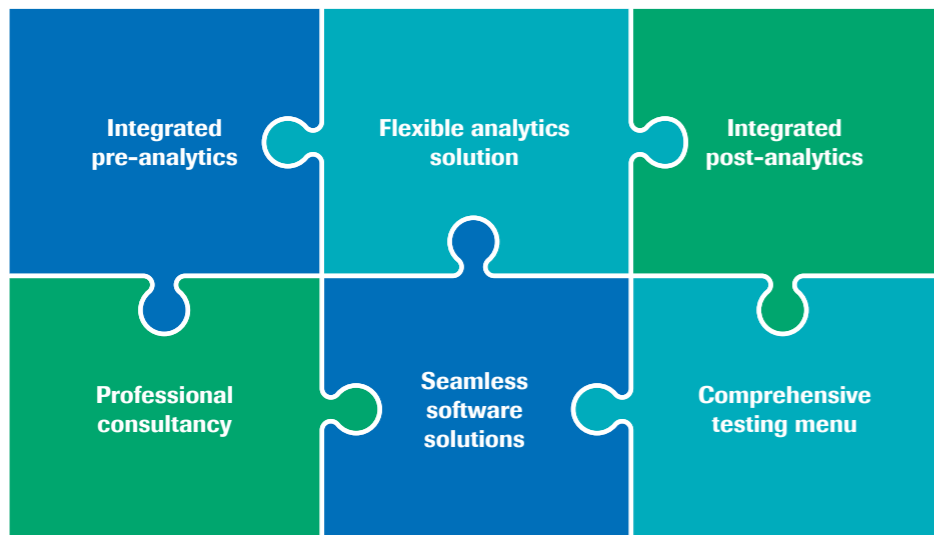 Integrated
pre-analytics
Flexible analytics
solution
Integrated
post-analytics
Professional
consultancy
Seamless
software
solutions
Comprehensive
testing menu